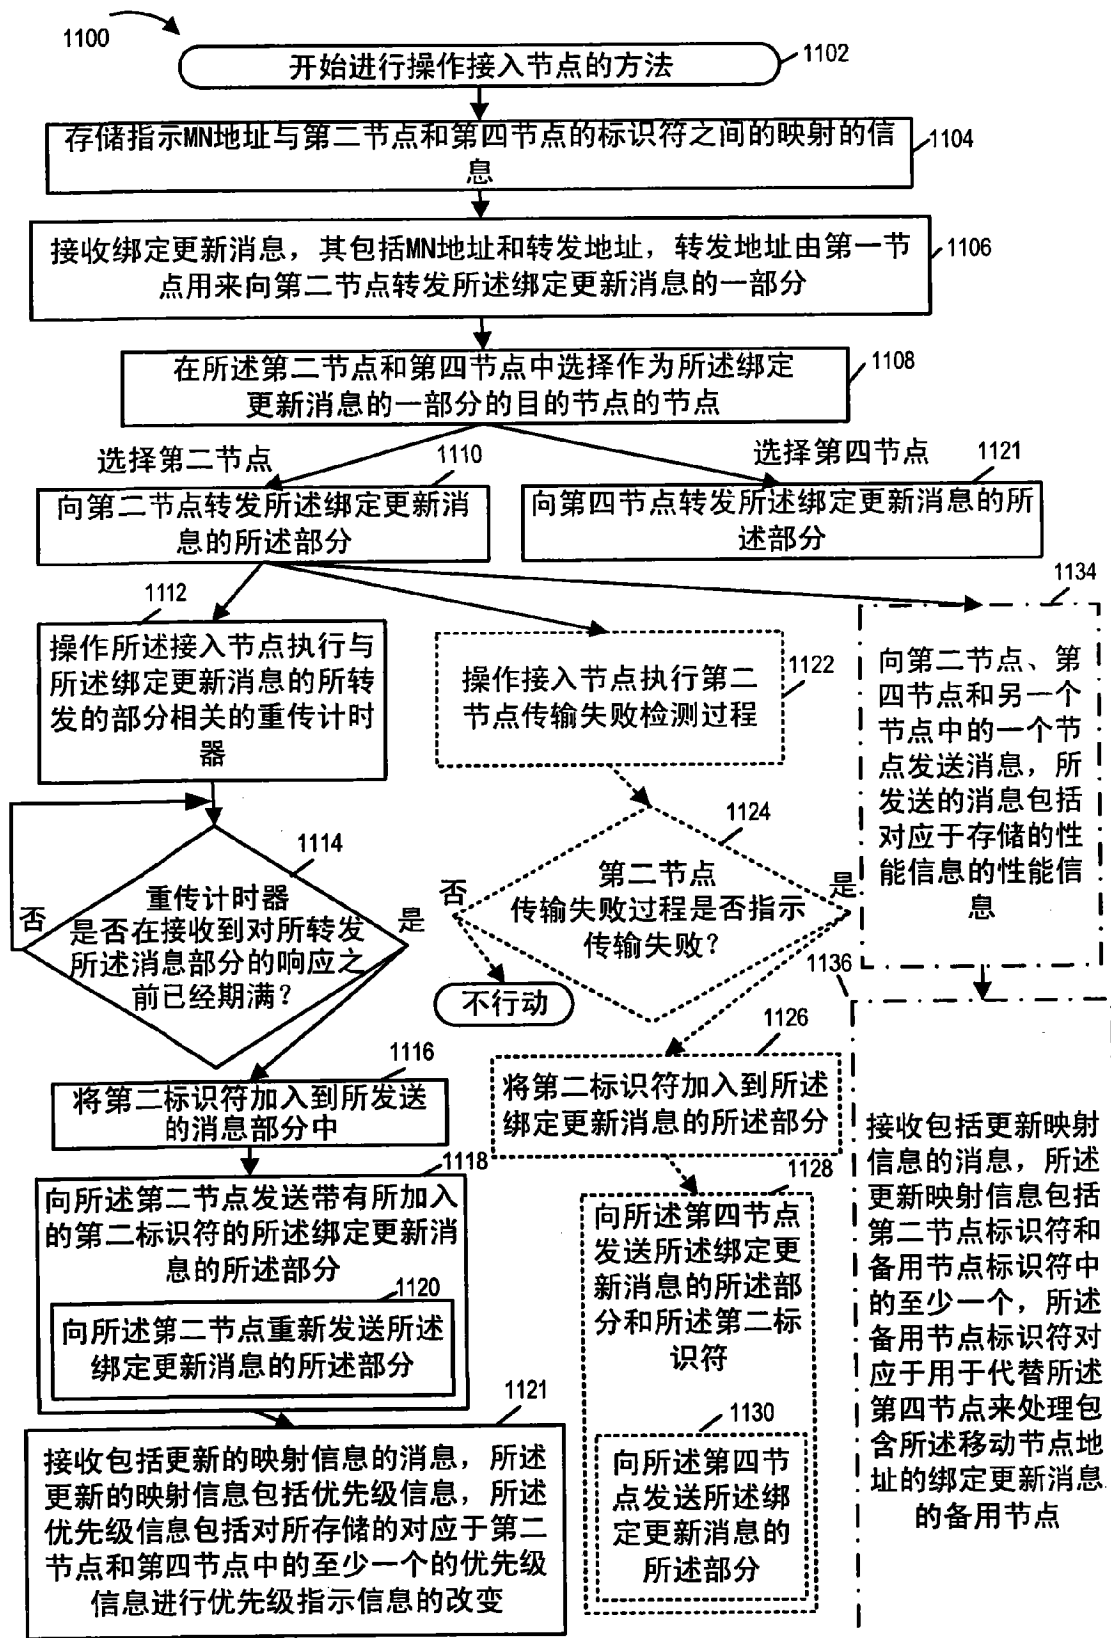 1100
开始进行操作接入节点的方法
1102
存储指示MN地址与第二节点和第四节点的标识符之间的映射的信
息
1104
接收绑定更新消息，其包括MN地址和转发地址，转发地址由第一节
点用来向第二节点转发所述绑定更新消息的一部分
1106
在所述第二节点和第四节点中选择作为所述绑定
更新消息的一部分的目的节点的节点
1108
选择第二节点
1110
向第二节点转发所述绑定更新消
息的所述部分
选择第四节点
1121
向第四节点转发所述绑定更新消息的所
述部分
1112
操作所述接入节点执行与
所述绑定更新消息的所转
发的部分相关的重传计时
器
1114
重传计时器
是否在接收到对所转发
所述消息部分的响应之
前已经期满？
否
是
1116
将第二标识符加入到所发送
的消息部分中
1118
向所述第二节点发送带有所加入
的第二标识符的所述绑定更新消
息的所述部分
1120
向所述第二节点重新发送所述
绑定更新消息的所述部分
1121
接收包括更新的映射信息的消息，所述
更新的映射信息包括优先级信息，所述
优先级信息包括对所存储的对应于第二
节点和第四节点中的至少一个的优先级
信息进行优先级指示信息的改变
1122
操作接入节点执行第二
节点传输失败检测过程
1124
第二节点
传输失败过程是否指示
传输失败？
否
是
不行动
1126
将第二标识符加入到所述
绑定更新消息的所述部分
1128
向所述第四节点
发送所述绑定更
新消息的所述部
分和所述第二标
识符
1130
向所述第四节
点发送所述绑
定更新消息的
所述部分
1134
向第二节点、第
四节点和另一个
节点中的一个节
点发送消息，所
发送的消息包括
对应于存储的性
能信息的性能信
息
1136
接收包括更新映射
信息的消息，所述
更新映射信息包括
第二节点标识符和
备用节点标识符中
的至少一个，所述
备用节点标识符对
应于用于代替所述
第四节点来处理包
含所述移动节点地
址的绑定更新消息
的备用节点